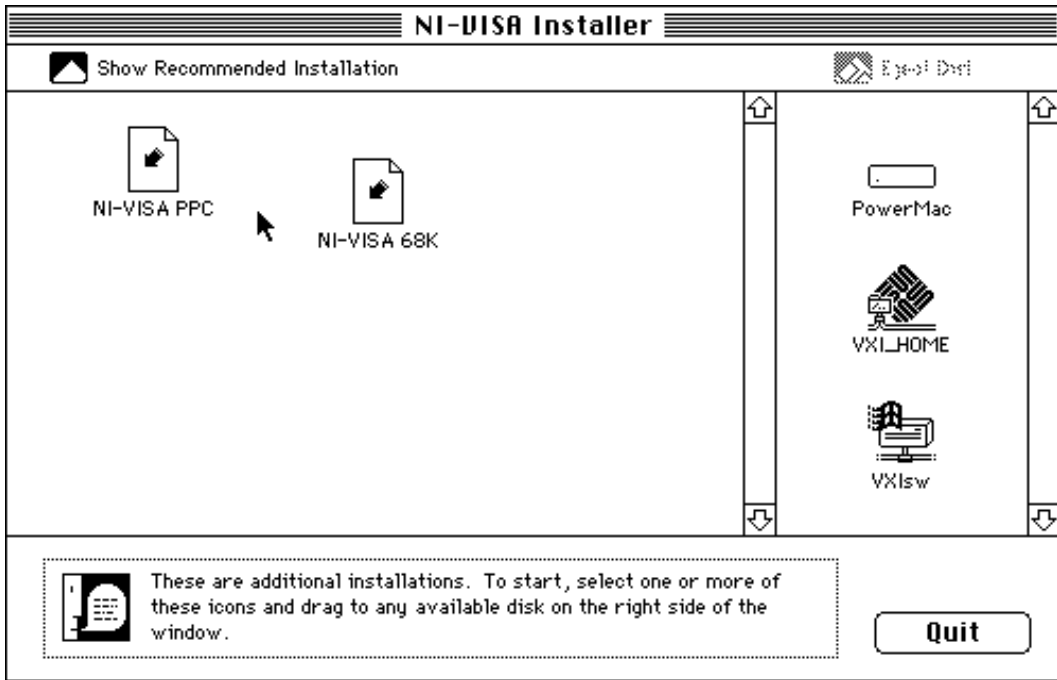 NI-VISA Installer
Show Recommended Installation
Eject Disk
NI-VISA PPC
NI-VISA 68K
PowerMac
VXI_HOME
VXIsw
These are additional installations. To start, select one or more of
these icons and drag to any available disk on the right side of the
window.
Quit